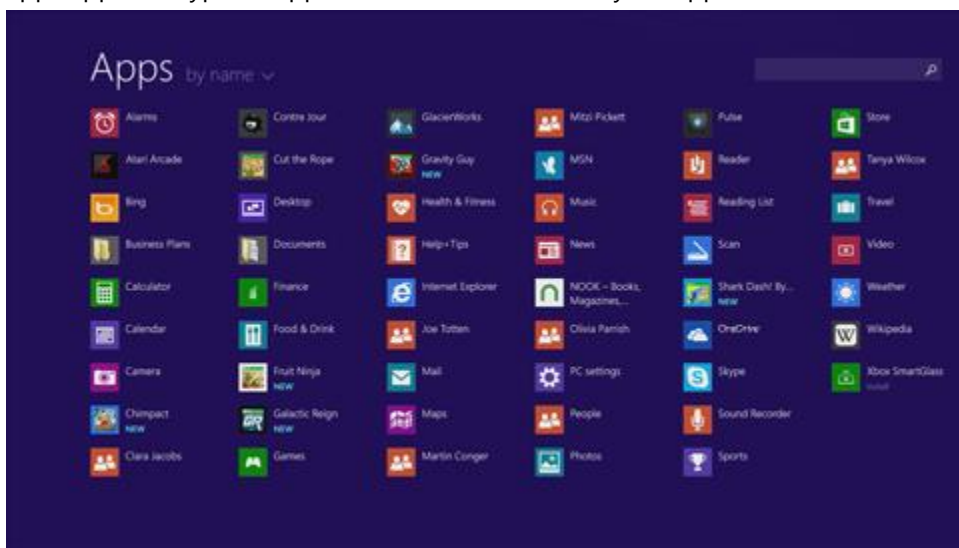 Apps by name
Alarms
Atari Arcade
Bing
Business Plans
Calculator
Calendar
Camera
Chimpact
NEW
Clara Jacobs
Contre Jour
Cut the Rope
Desktop
Documents
Finance
Food & Drink
Fruit Ninja
NEW
Galactic Reign
NEW
Games
GlacierWorks
Gravity Guy
NEW
Health & Fitness
Help+Tips
Internet Explorer
Joe Totten
Mail
Maps
Martin Conger
Mitzi Pickett
MSN
Music
News
NOOK – Books,
Magazines,...
Olivia Parrish
PC settings
People
Photos
Pulse
Reader
Reading List
Scan
Shark Dash! By...
NEW
OneDrive
Skype
Sound Recorder
Sports
Store
Tanya Wilcox
Travel
Video
Weather
Wikipedia
Xbox SmartGlass
Install